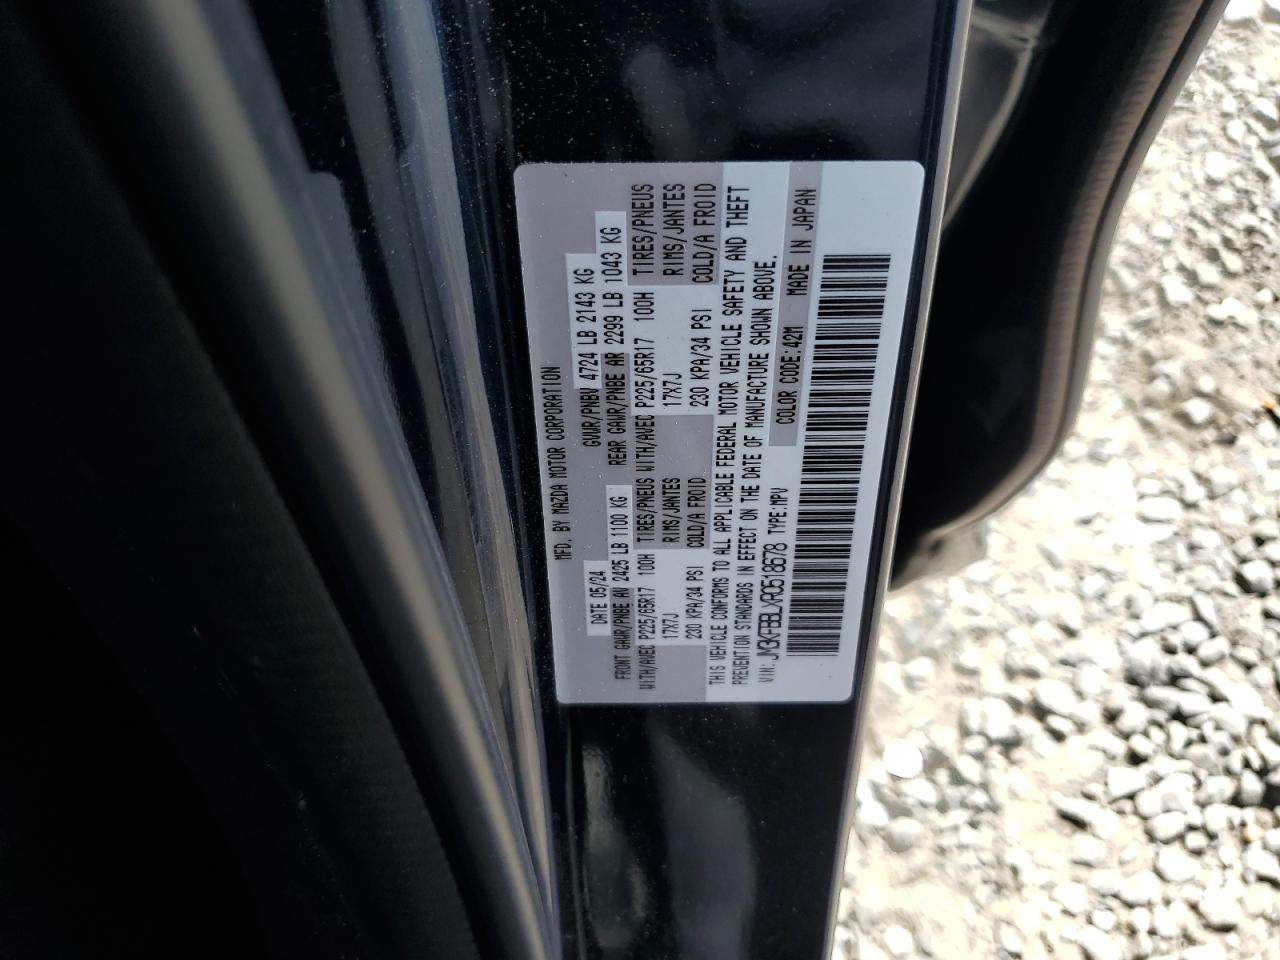 MFD. BY MAZDA MOTOR CORPORATION
DATE 05/24 GVWR/PNBV 4724 LB 2143 KG
FRONT GAWR/PNBE AV 2425 LB 1100 KG REAR GAWR/PNBE AR 2299 LB 1043 KG
WITH/AVEC P225/65R17 100H TIRES/PNEUS WITH/AVEC P225/65R17 100H TIRES/PNEUS
17X7J RIMS/JANTES 17X7J RIMS/JANTES
230 KPA/34 PSI COLD/A FROID 230 KPA/34 PSI COLD/A FROID
THIS VEHICLE CONFORMS TO ALL APPLICABLE FEDERAL MOTOR VEHICLE SAFETY AND THEFT
PREVENTION STANDARDS IN EFFECT ON THE DATE OF MANUFACTURE SHOWN ABOVE.
VIN: JM3KFBBLXR0518678 TYPE:MPV COLOR CODE:42M MADE IN JAPAN